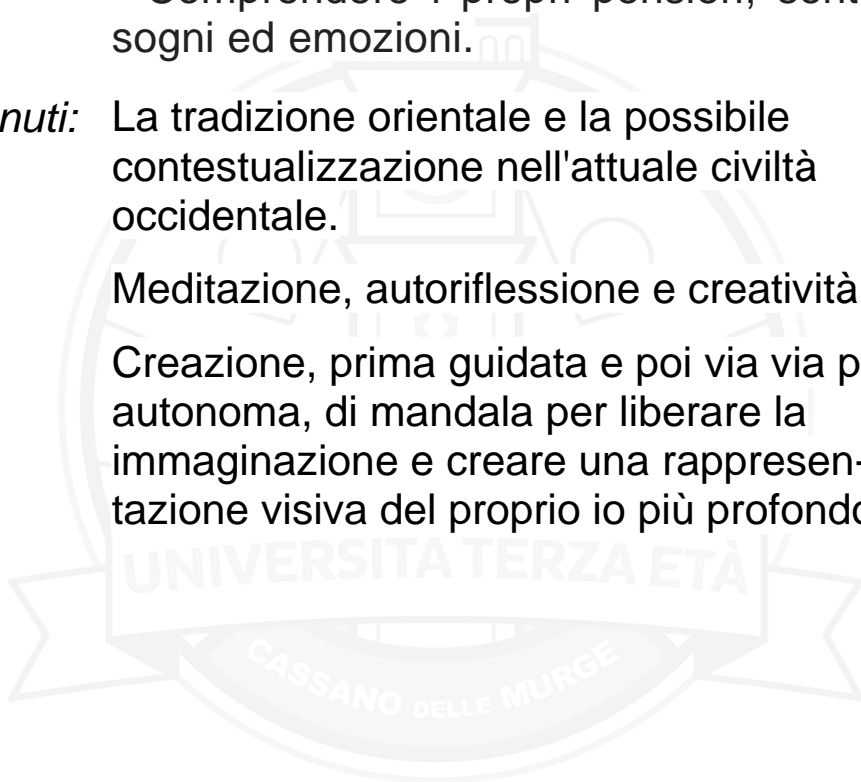 sogni ed emozioni.
nuti: La tradizione orientale e la possibile
contestualizzazione nell'attuale civiltà
occidentale.
Meditazione, autoriflessione e creatività
Creazione, prima guidata e poi via via p
autonoma, di mandala per liberare la
immaginazione e creare una rappresen-
tazione visiva del proprio io più profondo
UNIVERSITÀ TERZA ETÀ
CASSANO DELLE MURGE